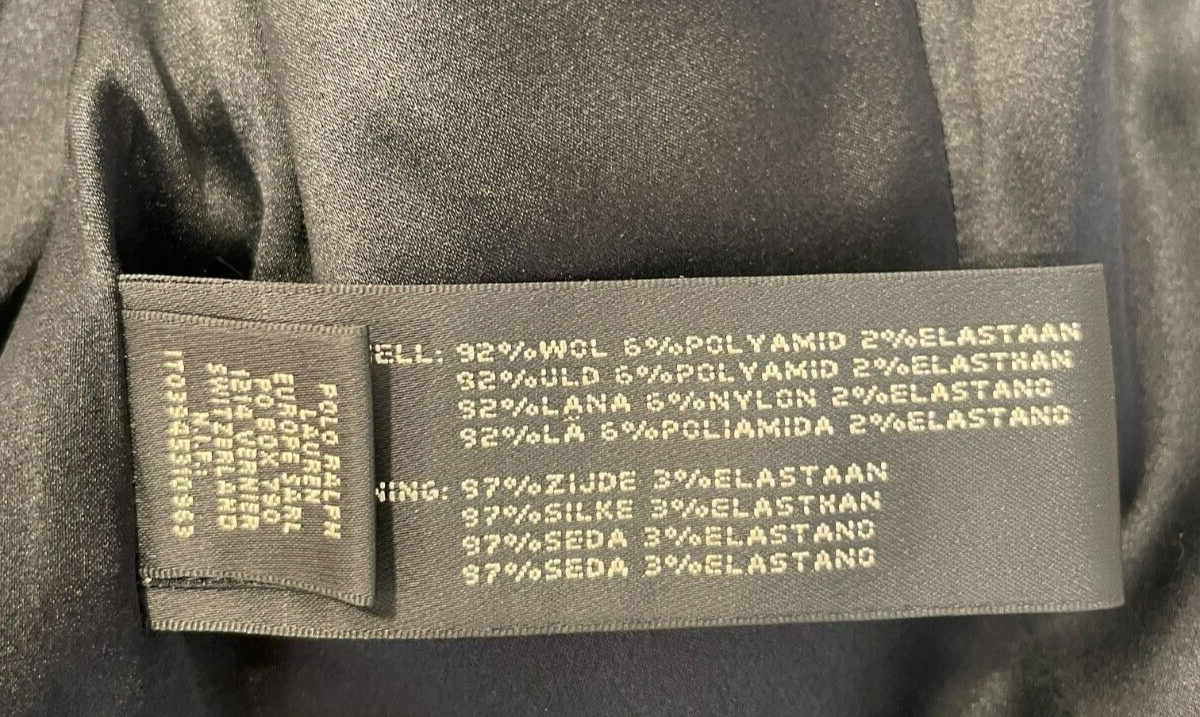 ELL: 92%WOL 6%POLYAMID 2%ELASTAAN
92%ULD 6%POLYAMID 2%ELASTHAN
92%LANA 6%NYLON 2%ELASTANO
92%LÃ 6%POLIAMIDA 2%ELASTANO
NING: 97%ZIJDE 3%ELASTAAN
97%SILKE 3%ELASTHAN
97%SEDA 3%ELASTANO
97%SEDA 3%ELASTANO
POLO RALPH
LAUREN
EUROPE SARL
PO BOX 790
1214 VERNIER
SWITZERLAND